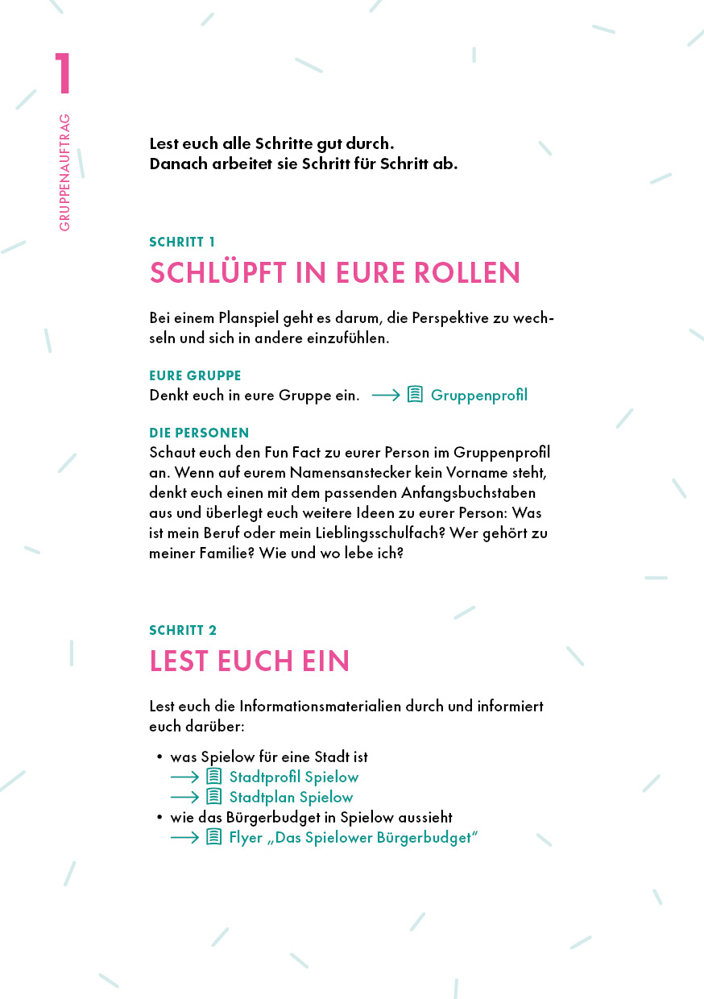 1
GRUPPENAUFTRAG
Lest euch alle Schritte gut durch.
Danach arbeitet sie Schritt für Schritt ab.
SCHRITT 1
SCHLÜPFT IN EURE ROLLEN
Bei einem Planspiel geht es darum, die Perspektive zu wech-
seln und sich in andere einzufühlen.
EURE GRUPPE
Denkt euch in eure Gruppe ein. → Gruppenprofil
DIE PERSONEN
Schaut euch den Fun Fact zu eurer Person im Gruppenprofil
an. Wenn auf eurem Namensanstecker kein Vorname steht,
denkt euch einen mit dem passenden Anfangsbuchstaben
aus und überlegt euch weitere Ideen zu eurer Person: Was
ist mein Beruf oder mein Lieblingsschulfach? Wer gehört zu
meiner Familie? Wie und wo lebe ich?
SCHRITT 2
LEST EUCH EIN
Lest euch die Informationsmaterialien durch und informiert
euch darüber:
• was Spielow für eine Stadt ist
→ Stadtprofil Spielow
→ Stadtplan Spielow
• wie das Bürgerbudget in Spielow aussieht
→ Flyer „Das Spielower Bürgerbudget“